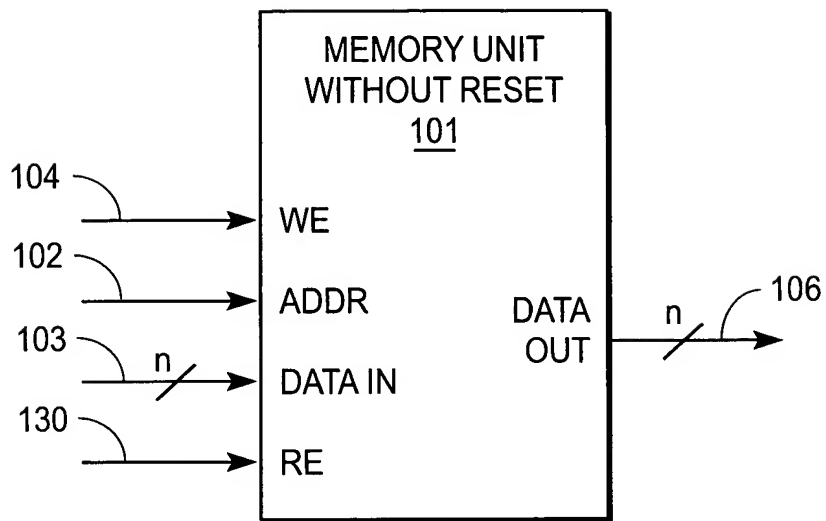 MEMORY UNIT
WITHOUT RESET
101
104
WE
102
ADDR
103
n
DATA IN
130
RE
DATA
OUT
n
106